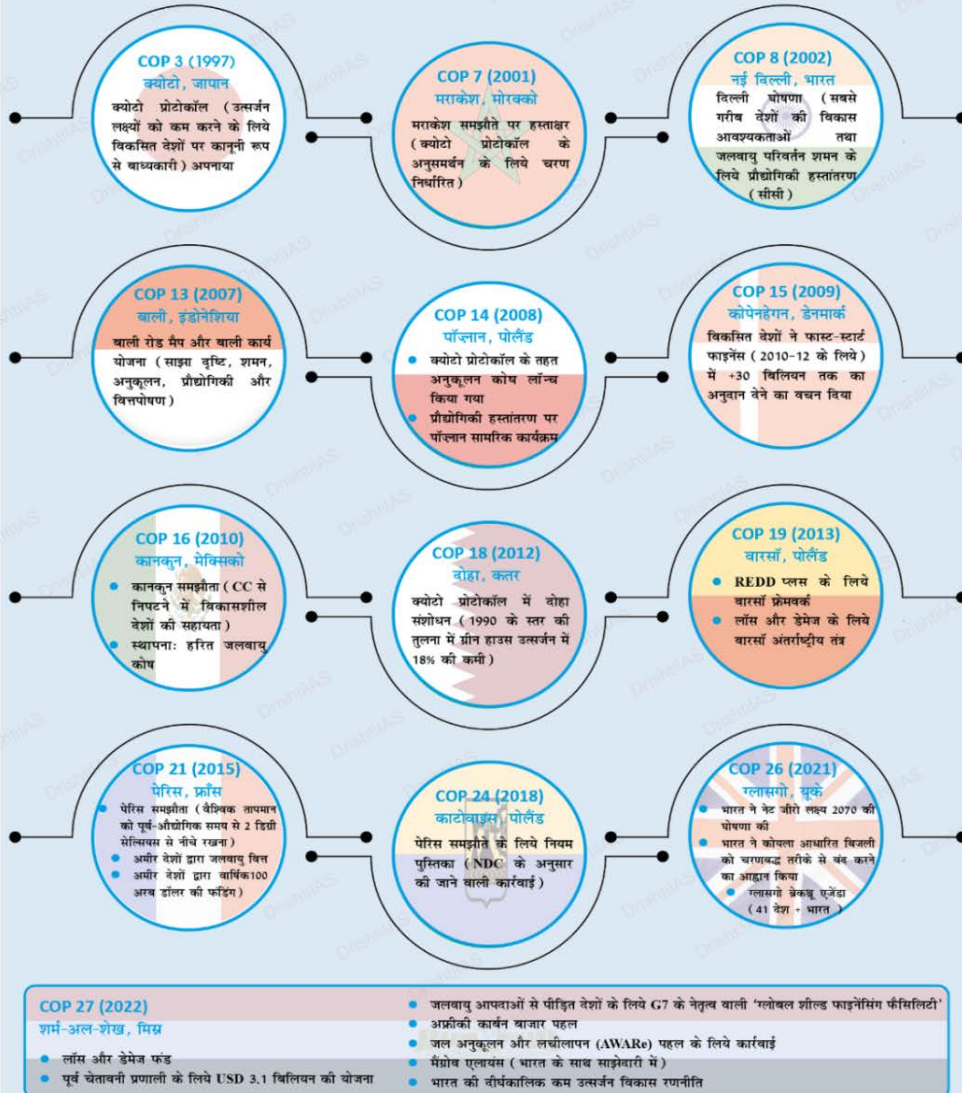 COP 3 (1997)
क्योटो, जापान
क्योटो प्रोटोकॉल (उत्सर्जन
लक्ष्यों को कम करने के लिये
विकसित देशों पर कानूनी रूप
से बाध्यकारी) अपनाया
COP 7 (2001)
मराकेश, मोरक्को
मराकेश समझौते पर हस्ताक्षर
(क्योटो प्रोटोकॉल के
अनुसमर्थन के लिये चरण
निर्धारित)
COP 8 (2002)
नई दिल्ली, भारत
दिल्ली घोषणा (सबसे
गरीब देशों की विकास
आवश्यकताओं तथा
जलवायु परिवर्तन शमन के
लिये प्रौद्योगिकी हस्तांतरण
(सीसी)
COP 13 (2007)
बाली, इंडोनेशिया
बाली रोड मैप और बाली कार्य
योजना (साझा दृष्टि, शमन,
अनुकूलन, प्रौद्योगिकी और
वित्तपोषण)
COP 14 (2008)
पॉज्नान, पोलैंड
क्योटो प्रोटोकॉल के तहत
अनुकूलन कोष लॉन्च
किया गया
प्रौद्योगिकी हस्तांतरण पर
पॉज्नान सामरिक कार्यक्रम
COP 15 (2009)
कोपेनहेगन, डेनमार्क
विकसित देशों ने फास्ट-स्टार्ट
फाइनेंस (2010-12 के लिये)
में +30 बिलियन तक का
अनुदान देने का वचन दिया
COP 16 (2010)
कानकुन, मेक्सिको
कानकुन समझौता (CC से
निपटने में विकासशील
देशों की सहायता)
स्थापनाः हरित जलवायु
कोष
COP 18 (2012)
दोहा, कतर
क्योटो प्रोटोकॉल में दोहा
संशोधन (1990 के स्तर की
तुलना में ग्रीन हाउस उत्सर्जन में
18% की कमी)
COP 19 (2013)
वारसॉ, पोलैंड
REDD प्लस के लिये
वारसॉ फ्रेमवर्क
लॉस और डेमेज के लिये
वारसॉ अंतर्राष्ट्रीय तंत्र
COP 21 (2015)
पेरिस, फ्राँस
पेरिस समझौता (वैश्विक तापमान
को पूर्व-औद्योगिक समय से 2 डिग्री
सेल्सियस से नीचे रखना)
अमीर देशों द्वारा जलवायु वित्त
अमीर देशों द्वारा वार्षिक100
अरब डॉलर की फंडिंग)
COP 24 (2018)
काटोवाइस, पोलैंड
पेरिस समझौते के लिये नियम
पुस्तिका (NDC के अनुसार
की जाने वाली कार्रवाई)
COP 26 (2021)
ग्लासगो, यूके
भारत ने नेट जीरो लक्ष्य 2070 की
घोषणा की
भारत ने कोयला आधारित बिजली
को चरणबद्ध तरीके से बंद करने
का आह्वान किया
ग्लासगो ब्रेकथ्रू एजेंडा
(41 देश + भारत )
COP 27 (2022)
शर्म-अल-शेख, मिस्र
लॉस और डेमेज फंड
पूर्व चेतावनी प्रणाली के लिये USD 3.1 बिलियन की योजना
जलवायु आपदाओं से पीड़ित देशों के लिये G7 के नेतृत्व वाली 'ग्लोबल शील्ड फाइनेंसिंग फैसिलिटी'
अफ्रीकी कार्बन बाजार पहल
जल अनुकूलन और लचीलापन (AWARe) पहल के लिये कार्रवाई
मैंग्रोव एलायंस (भारत के साथ साझेदारी में)
भारत की दीर्घकालिक कम उत्सर्जन विकास रणनीति